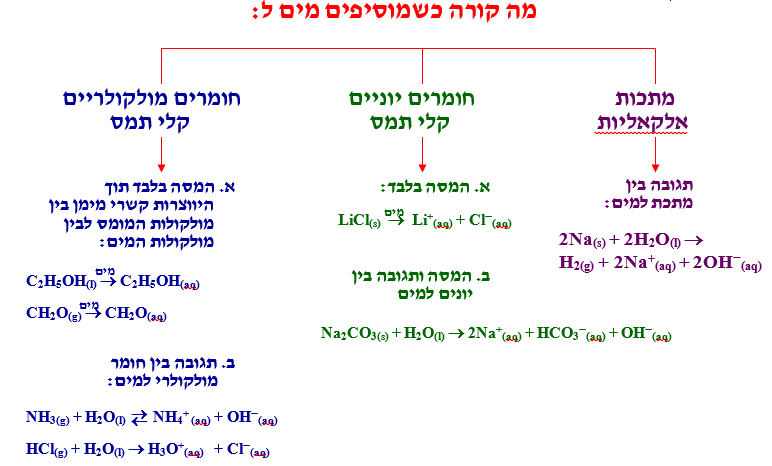 מה קורה כשמוסיפים מים ל:
מתכות
אלקאליות
תגובה בין
מתכת למים:
2Na(s) + 2H2O(l) →
H2(g) + 2Na⁺(aq) + 2OH⁻(aq)
חומרים יוניים
קלי תמס
א. המסה בלבד:
LiCl(s) מים→ Li⁺(aq) + Cl⁻(aq)
ב. המסה ותגובה בין
יונים למים
Na2CO3(s) + H2O(l) → 2Na⁺(aq) + HCO3⁻(aq) + OH⁻(aq)
חומרים מולקולריים
קלי תמס
א. המסה בלבד תוך
היווצרות קשרי מימן בין
מולקולות המומס לבין
מולקולות המים:
C2H5OH(l) מים→ C2H5OH(aq)
CH2O(g) מים→ CH2O(aq)
ב. תגובה בין חומר
מולקולרי למים:
NH3(g) + H2O(l) ⇄ NH4⁺(aq) + OH⁻(aq)
HCl(g) + H2O(l) → H3O⁺(aq) + Cl⁻(aq)